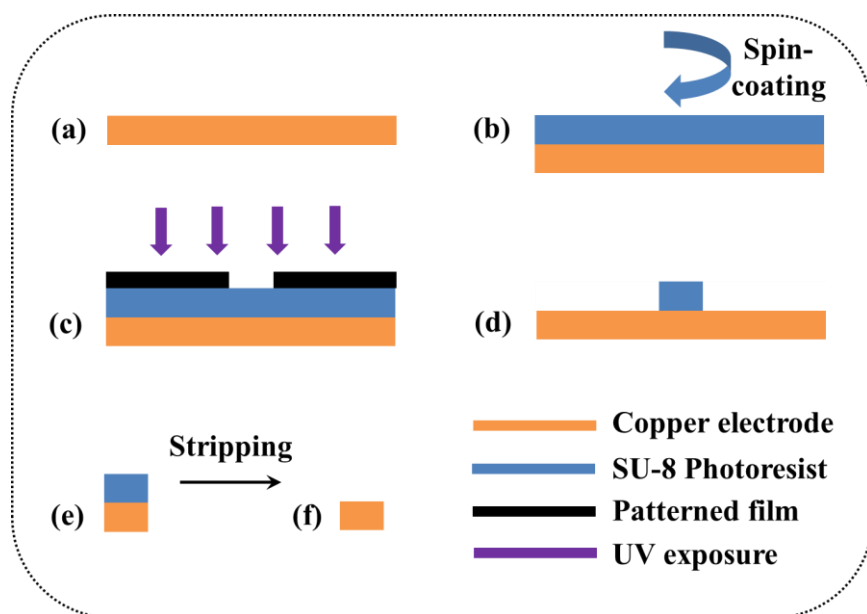 Spin-
coating
(a)
(b)
(c)
(d)
Copper electrode
Stripping
SU-8 Photoresist
(e)
(f)
Patterned film
UV exposure